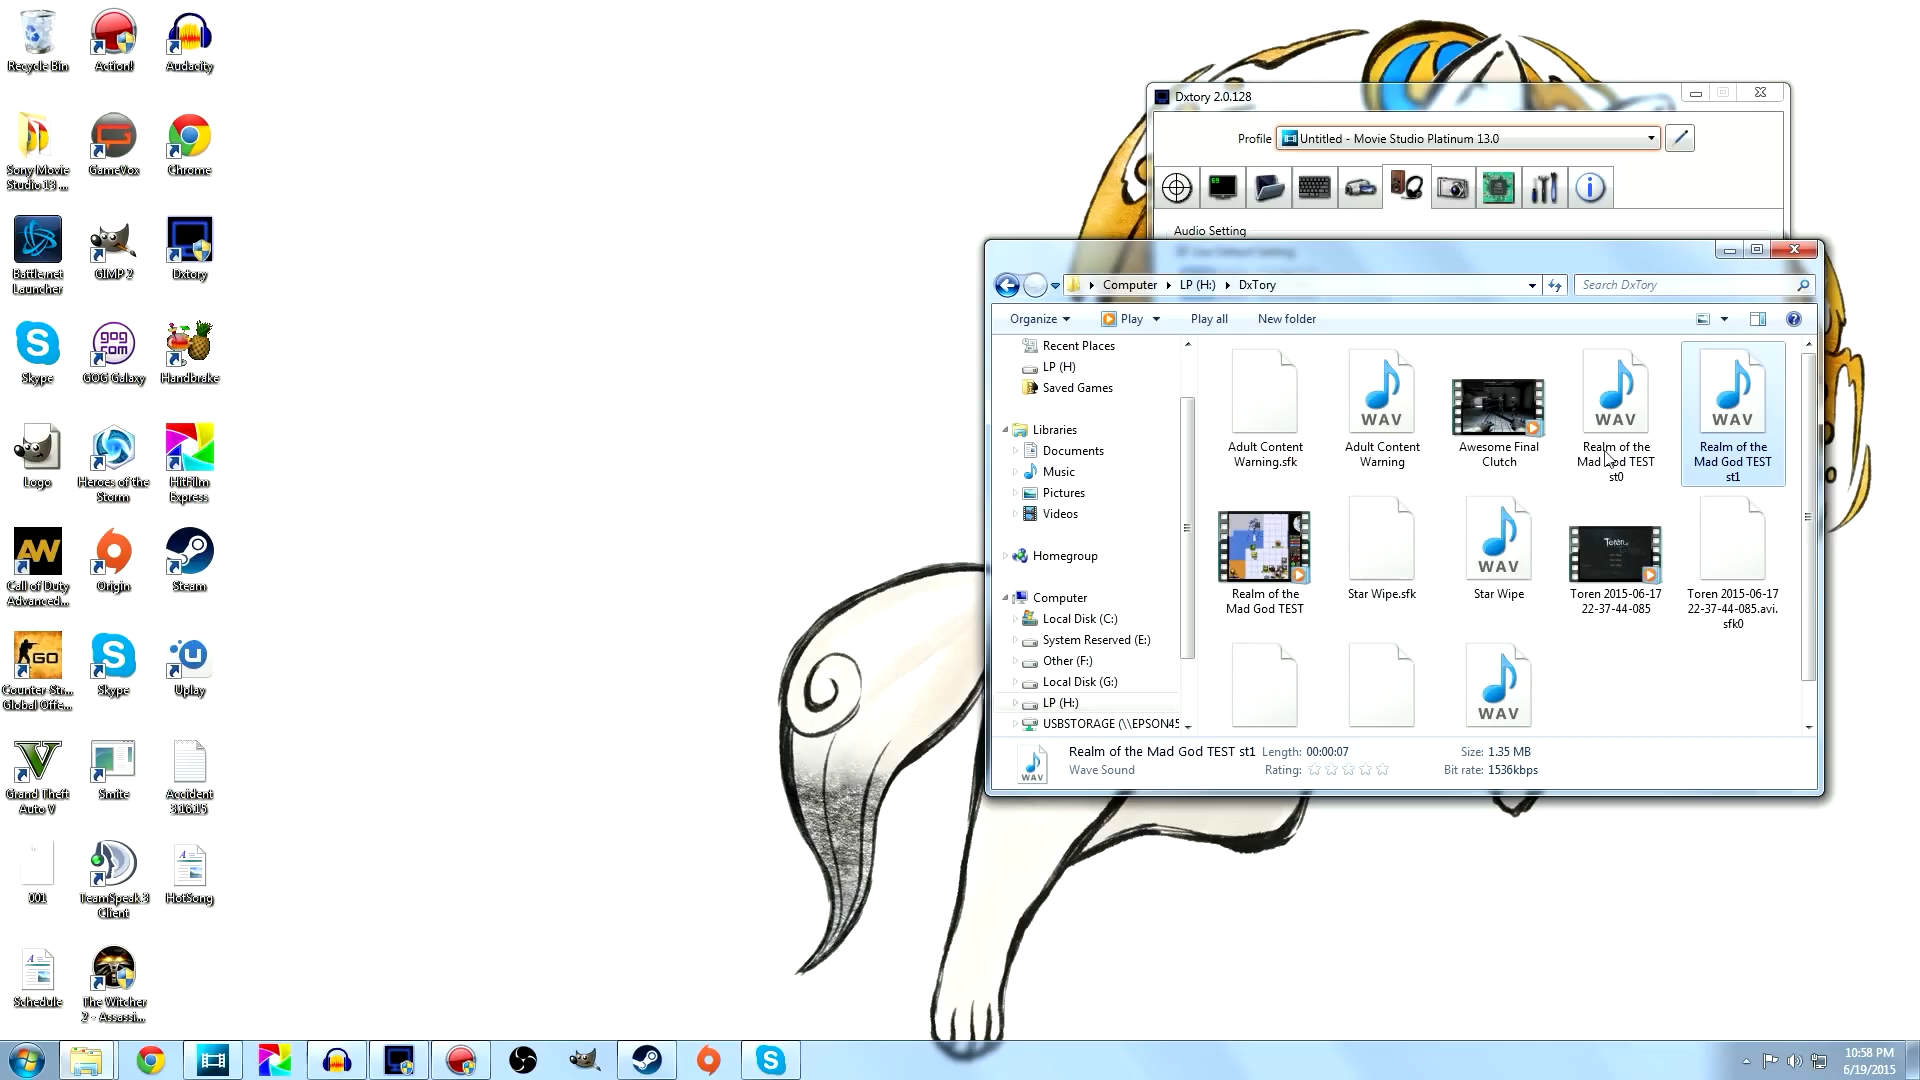 Recycle Bin
Action!
Audacity
Sony Movie
Studio 13 ...
GameVox
Chrome
Battle.net
Launcher
GIMP 2
Dxtory
Skype
GOG Galaxy
Handbrake
Logo
Heroes of the
Storm
HitFilm
Express
Call of Duty
Advanced...
Origin
Steam
Counter-Str...
Global Offe...
Skype
Uplay
Grand Theft
Auto V
Smite
Accident
3.16.15
001
TeamSpeak 3
Client
HotSong
Schedule
The Witcher
2 - Assassi...
Dxtory 2.0.128
Profile
Untitled - Movie Studio Platinum 13.0
Audio Setting
Computer
LP (H:)
DxTory
Search DxTory
Organize
Play
Play all
New folder
Recent Places
LP (H)
Saved Games
Libraries
Documents
Music
Pictures
Videos
Homegroup
Computer
Local Disk (C:)
System Reserved (E:)
Other (F:)
Local Disk (G:)
LP (H:)
USBSTORAGE (\\EPSON45
Adult Content
Warning.sfk
WAV
Adult Content
Warning
Awesome Final
Clutch
WAV
Realm of the
Mad God TEST
st0
WAV
Realm of the
Mad God TEST
st1
Realm of the
Mad God TEST
Star Wipe.sfk
WAV
Star Wipe
Toren
Toren 2015-06-17
22-37-44-085
Toren 2015-06-17
22-37-44-085.avi.
sfk0
WAV
WAV
Realm of the Mad God TEST st1
Wave Sound
Length: 00:00:07
Rating:
Size: 1.35 MB
Bit rate: 1536kbps
10:58 PM
6/19/2015